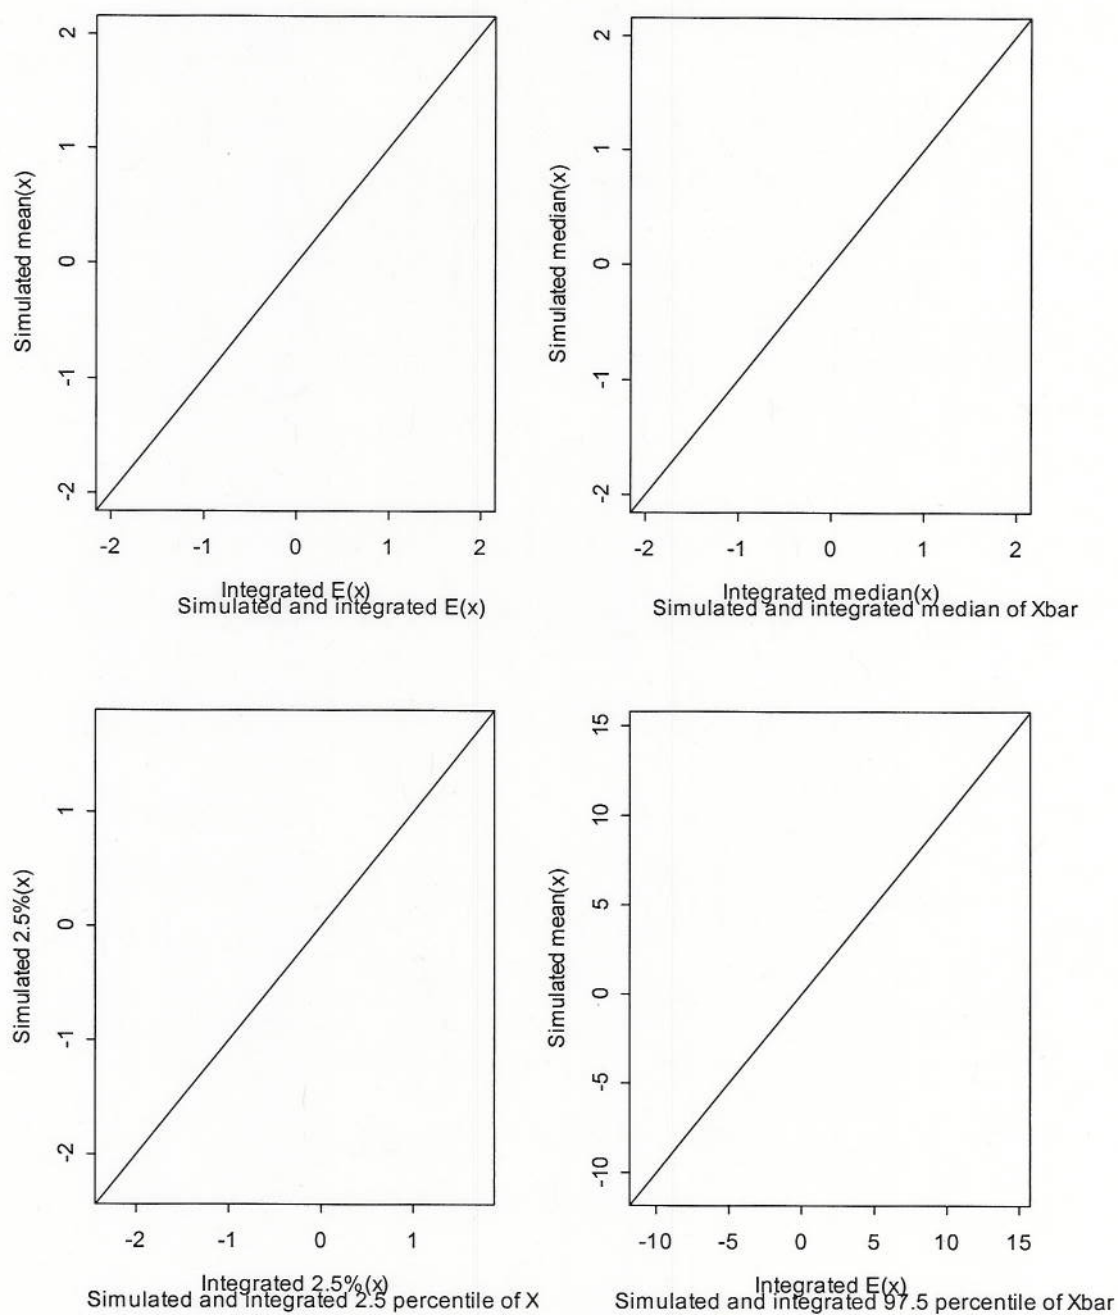 2
1
0
-1
-2
Simulated mean(x)
-2 -1 0 1 2
Integrated E(x)
Simulated and integrated E(x)
2
1
0
-1
-2
Simulated median(x)
-2 -1 0 1 2
Integrated median(x)
Simulated and integrated median of Xbar
1
0
-1
-2
Simulated 2.5%(x)
-2 -1 0 1
Integrated 2.5%(x)
Simulated and integrated 2.5 percentile of X
15
10
5
0
-5
-10
Simulated mean(x)
-10 -5 0 5 10 15
Integrated E(x)
Simulated and integrated 97.5 percentile of Xbar